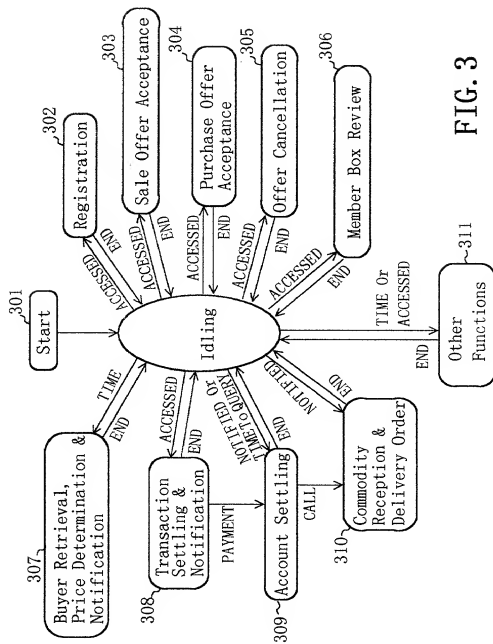 301
Start
302
Registration
303
Sale Offer Acceptance
304
Purchase Offer
Acceptance
305
Offer Cancellation
306
Member Box Review
307
Buyer Retrieval,
Price Determination &
Notification
308
Transaction
Settling &
Notification
309
Account Settling
310
Commodity
Reception &
Delivery Order
311
Other
Functions
Idling
ACCESSED
END
ACCESSED
END
ACCESSED
END
ACCESSED
END
ACCESSED
END
TIME
END
ACCESSED
END
NOTIFIED Or
TIME To QUERY
END
NOTIFIED
END
TIME Or
ACCESSED
END
PAYMENT
CALL
FIG. 3